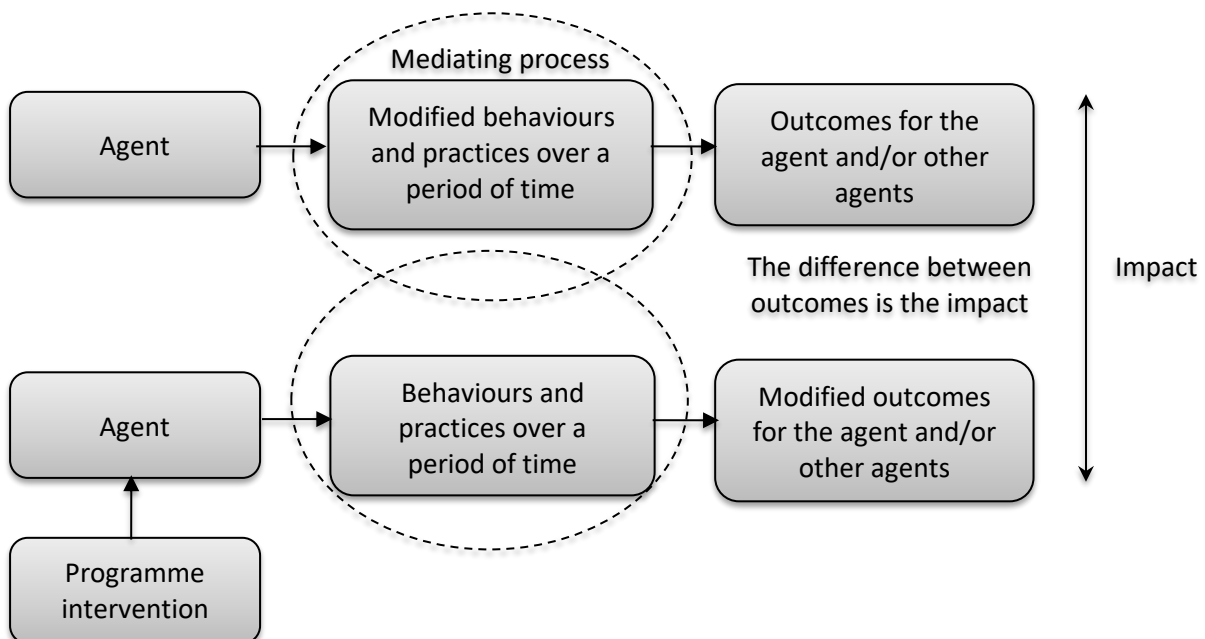 Mediating process
Agent
Modified behaviours
and practices over a
period of time
Outcomes for the
agent and/or other
agents
The difference between
outcomes is the impact
Impact
Agent
Behaviours and
practices over a
period of time
Modified outcomes
for the agent and/or
other agents
Programme
intervention